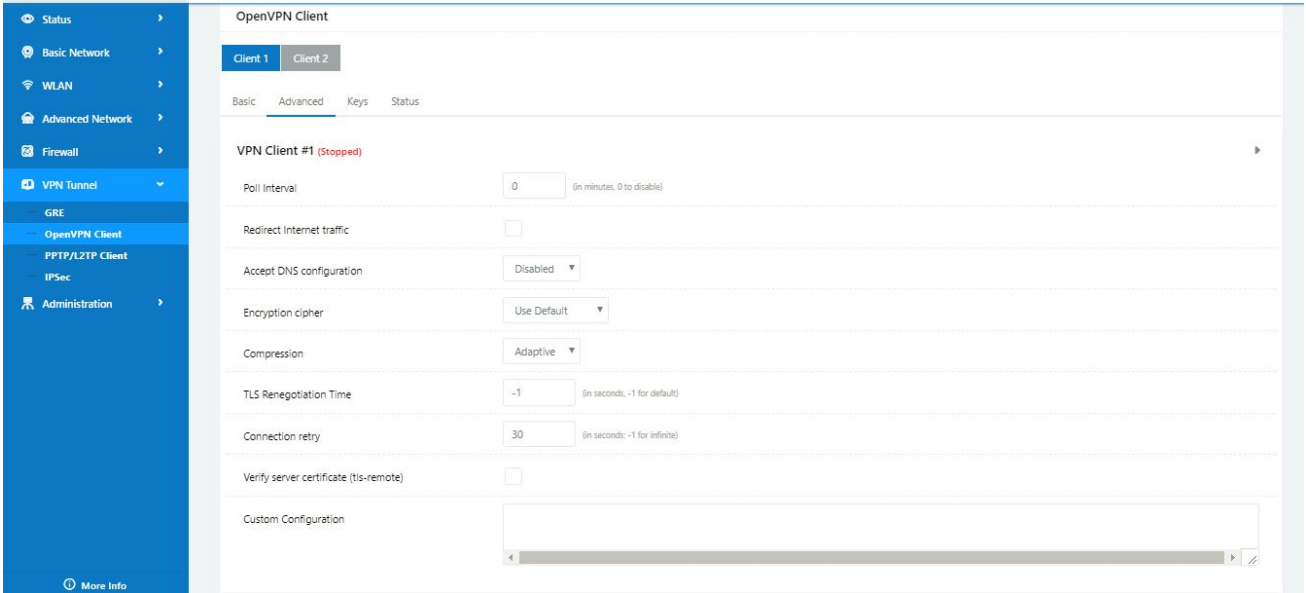 Status
Basic Network
WLAN
Advanced Network
Firewall
VPN Tunnel
GRE
OpenVPN Client
PPTP/L2TP Client
IPSec
Administration
More Info
OpenVPN Client
Client 1 Client 2
Basic Advanced Keys Status
VPN Client #1 (Stopped)
Poll Interval 0 (in minutes, 0 to disable)
Redirect Internet traffic
Accept DNS configuration Disabled
Encryption cipher Use Default
Compression Adaptive
TLS Renegotiation Time -1 (in seconds, -1 for default)
Connection retry 30 (in seconds; -1 for infinite)
Verify server certificate (tls-remote)
Custom Configuration